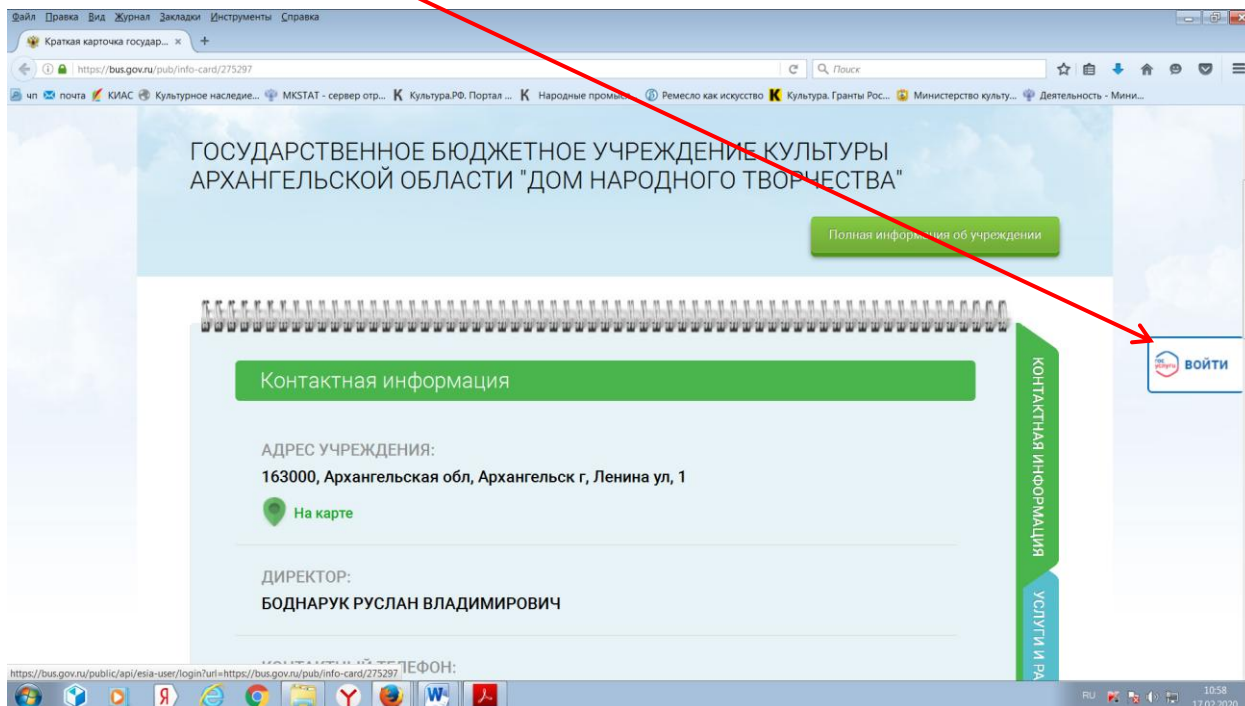 Файл Правка Вид Журнал Закладки Инструменты Справка
Краткая карточка государ... × +
https://bus.gov.ru/pub/info-card/275297 Поиск
чп почта КИАС Культурное наследие... MKSTAT - сервер отр... Культура.РФ. Портал ... Народные промысл... Ремесло как искусство Культура. Гранты Рос... Министерство культу... Деятельность - Мини...
ГОСУДАРСТВЕННОЕ БЮДЖЕТНОЕ УЧРЕЖДЕНИЕ КУЛЬТУРЫ
АРХАНГЕЛЬСКОЙ ОБЛАСТИ "ДОМ НАРОДНОГО ТВОРЧЕСТВА"
Полная информация об учреждении
гос услуги ВОЙТИ
Контактная информация
КОНТАКТНАЯ ИНФОРМАЦИЯ
АДРЕС УЧРЕЖДЕНИЯ:
163000, Архангельская обл, Архангельск г, Ленина ул, 1
На карте
ДИРЕКТОР:
БОДНАРУК РУСЛАН ВЛАДИМИРОВИЧ
УСЛУГИ И РА
КОНТАКТНЫЙ ТЕЛЕФОН:
https://bus.gov.ru/public/api/esia-user/login?url=https://bus.gov.ru/pub/info-card/275297
RU 10:58
17.02.2020